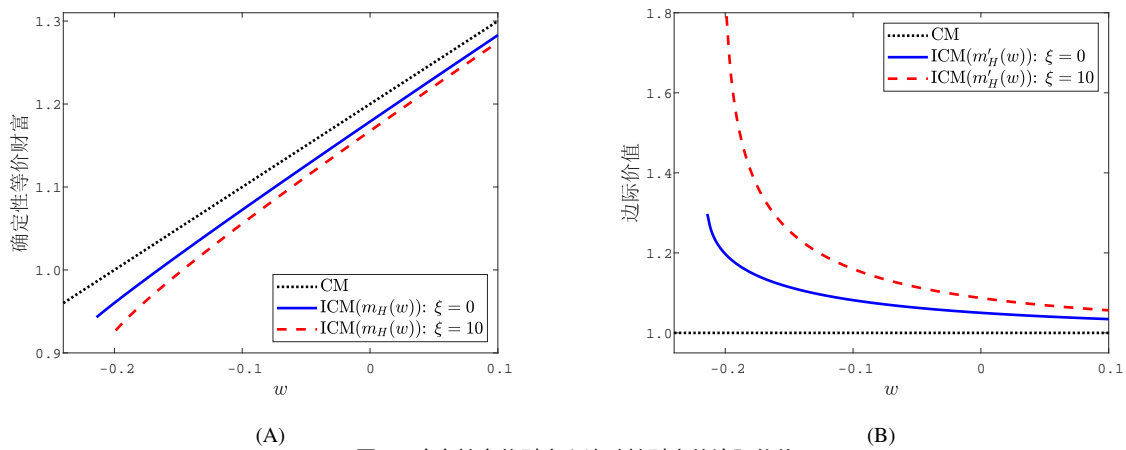 1.3
1.2
1.1
1.0
0.9
确定性等价财富
-0.2
-0.1
0
0.1
w
CM
ICM(m_H(w)): ξ = 0
ICM(m_H(w)): ξ = 10
(A)
1.8
1.6
1.4
1.2
1.0
边际价值
-0.2
-0.1
0
0.1
w
CM
ICM(m′_H(w)): ξ = 0
ICM(m′_H(w)): ξ = 10
(B)